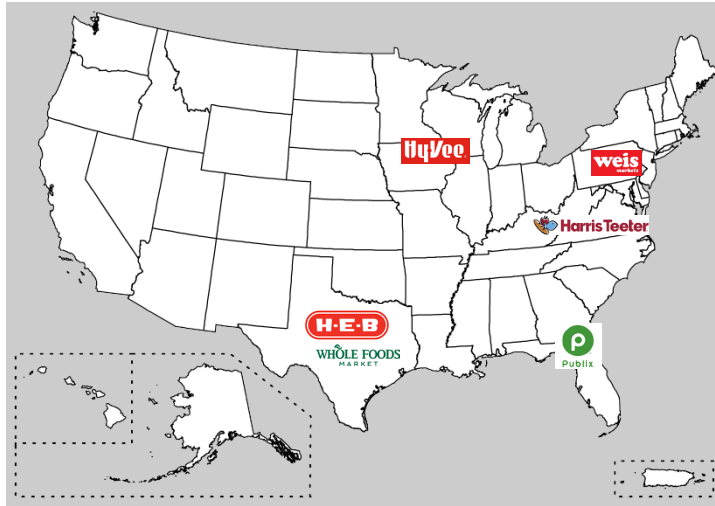 HyVee
weis
markets
Harris Teeter
H-E-B
WHOLE FOODS
MARKET
P
Publix